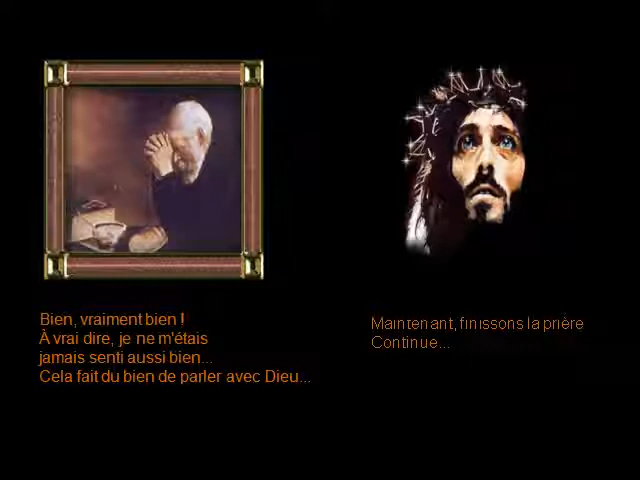 Bien, vraiment bien !
À vrai dire, je ne m'étais
jamais senti aussi bien...
Cela fait du bien de parler avec Dieu...
Maintenant, finissons la prière
Continue...